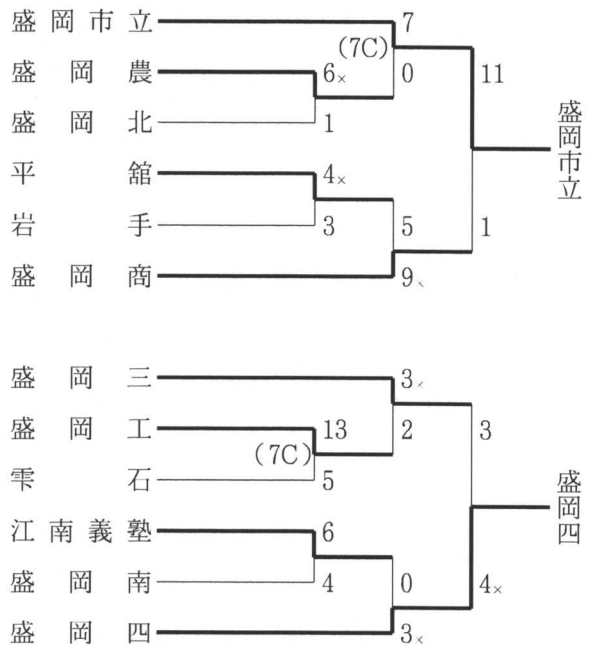 盛岡市立 7
(7C)
盛岡農 6× 0 11
盛岡北 1
盛岡市立
平舘 4×
岩手 3 5 1
盛岡商 9×
盛岡三 3×
盛岡工 13 2 3
(7C)
雫石 5
盛岡四
江南義塾 6
盛岡南 4 0 4×
盛岡四 3×